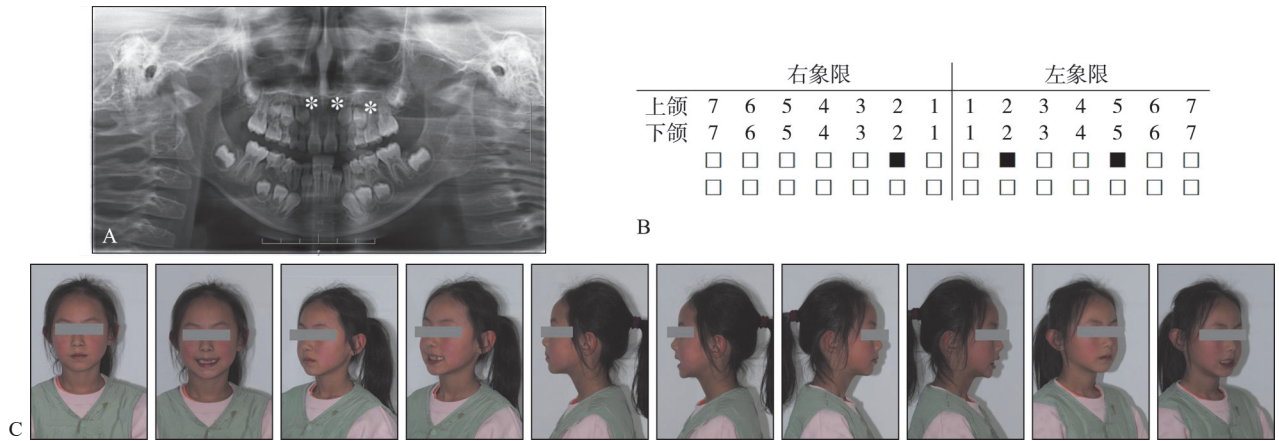 A
* * *
右象限 左象限
上颌 7 6 5 4 3 2 1 1 2 3 4 5 6 7
下颌 7 6 5 4 3 2 1 1 2 3 4 5 6 7
□ □ □ □ □ ■ □ □ ■ □ □ ■ □ □
□ □ □ □ □ □ □ □ □ □ □ □ □ □
B
C